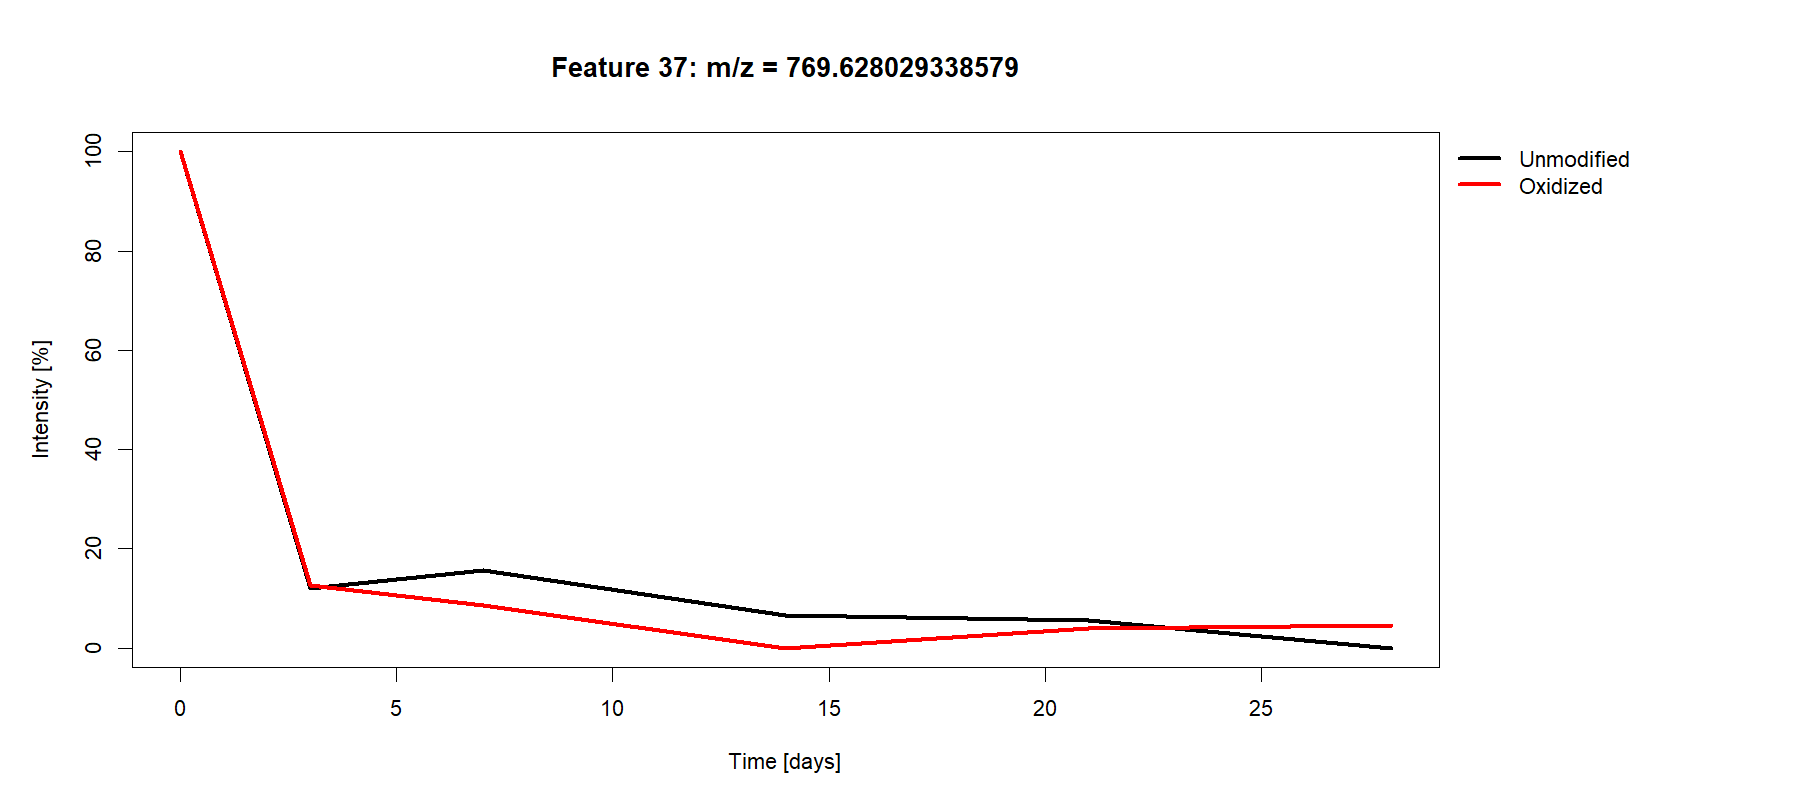 Feature 37: m/z = 769.628029338579
Unmodified
Oxidized
Intensity [%]
100
80
60
40
20
0
0 5 10 15 20 25
Time [days]